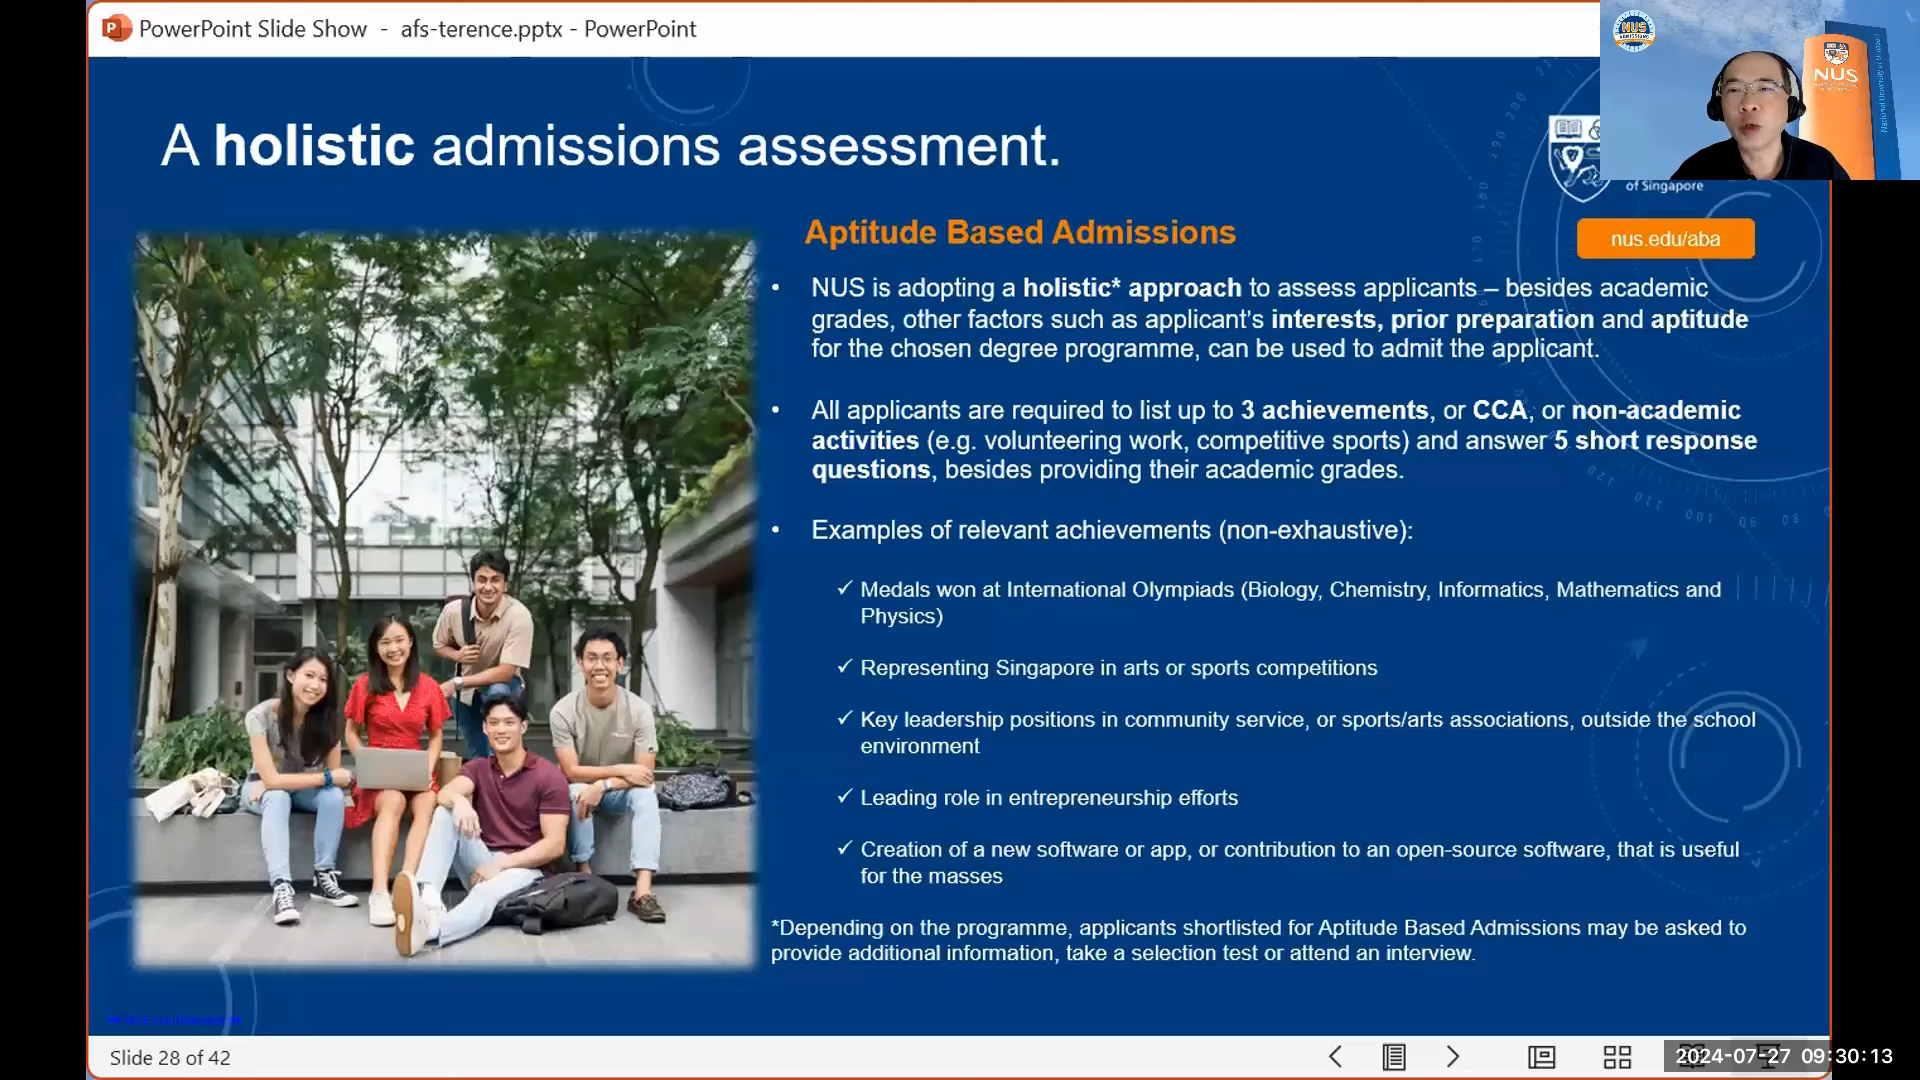 PowerPoint Slide Show - afs-terence.pptx - PowerPoint
NUS
NUS
A holistic admissions assessment.
of Singapore
Aptitude Based Admissions
nus.edu/aba
• NUS is adopting a holistic* approach to assess applicants – besides academic
grades, other factors such as applicant's interests, prior preparation and aptitude
for the chosen degree programme, can be used to admit the applicant.
• All applicants are required to list up to 3 achievements, or CCA, or non-academic
activities (e.g. volunteering work, competitive sports) and answer 5 short response
questions, besides providing their academic grades.
• Examples of relevant achievements (non-exhaustive):
✓ Medals won at International Olympiads (Biology, Chemistry, Informatics, Mathematics and
Physics)
✓ Representing Singapore in arts or sports competitions
✓ Key leadership positions in community service, or sports/arts associations, outside the school
environment
✓ Leading role in entrepreneurship efforts
✓ Creation of a new software or app, or contribution to an open-source software, that is useful
for the masses
*Depending on the programme, applicants shortlisted for Aptitude Based Admissions may be asked to
provide additional information, take a selection test or attend an interview.
Slide 28 of 42
2024-07-27 09:30:13